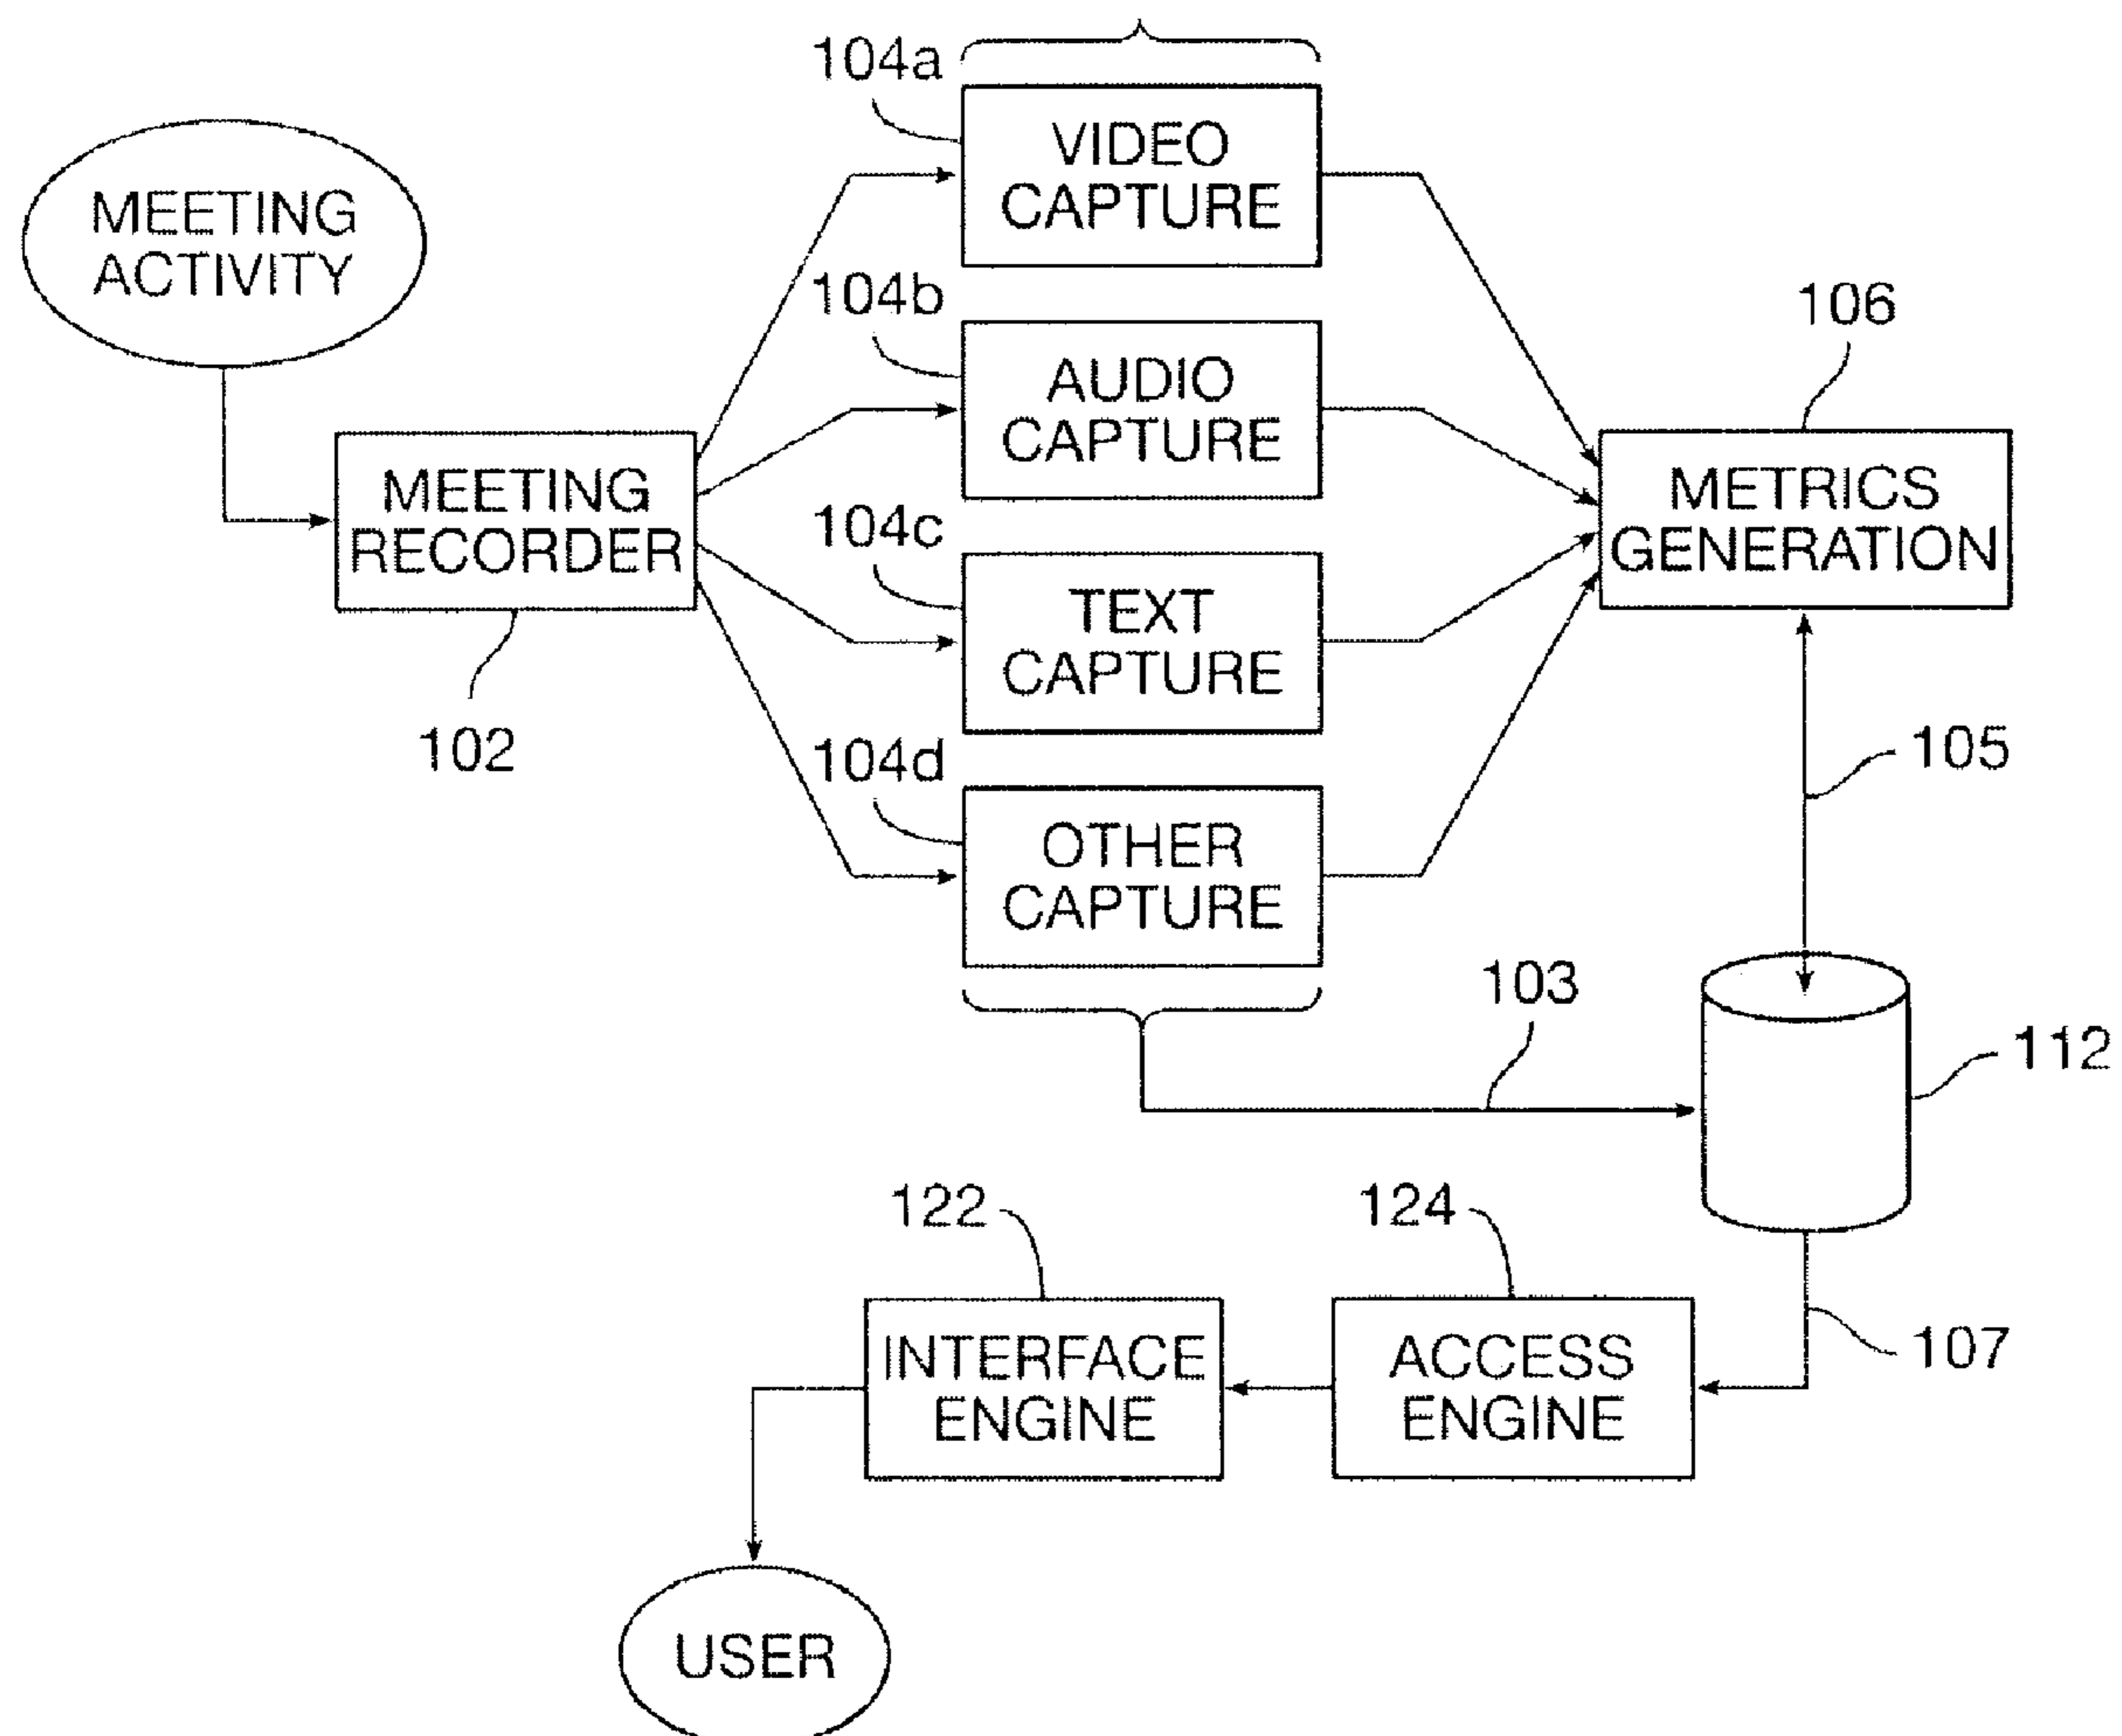 104a
VIDEO
CAPTURE
MEETING
ACTIVITY
104b
AUDIO
CAPTURE
106
METRICS
GENERATION
MEETING
RECORDER
102
104c
TEXT
CAPTURE
105
104d
OTHER
CAPTURE
103
112
122
124
INTERFACE
ENGINE
ACCESS
ENGINE
107
USER